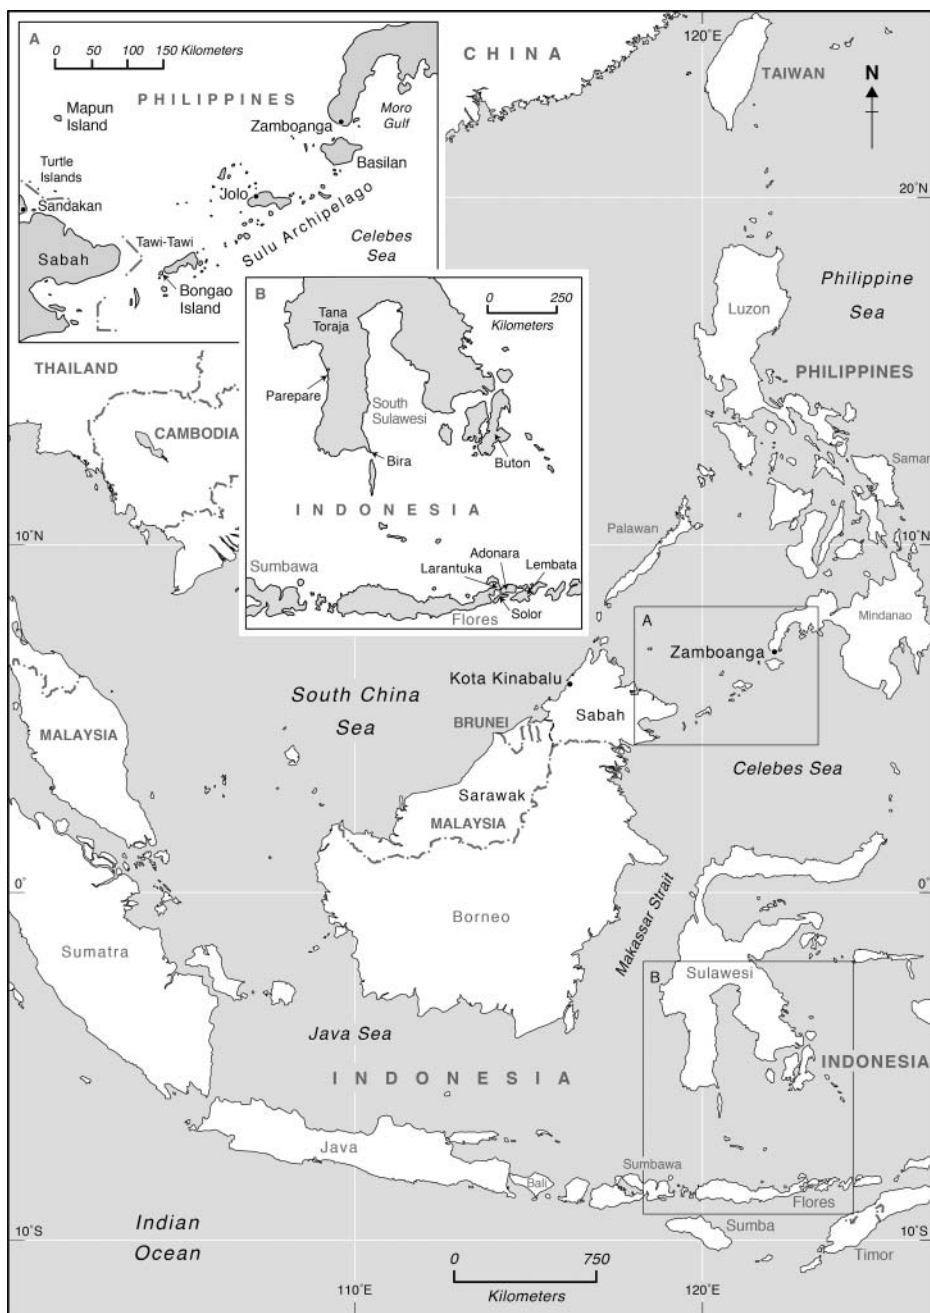 A
0 50 100 150 Kilometers
PHILIPPINES
Mapun
Island
Moro
Gulf
Zamboanga
Basilan
Turtle
Islands
Sandakan
Jolo
Sulu Archipelago
Celebes
Sea
Tawi-Tawi
Sabah
Bongao
Island
B
0 250
Kilometers
Tana
Toraja
Parepare
South
Sulawesi
Bira
Buton
INDONESIA
Sumbawa
Adonara
Larantuka
Lembata
Solor
Flores
CHINA
120°E
TAIWAN
N
20°N
Philippine
Sea
Luzon
THAILAND
PHILIPPINES
CAMBODIA
Samar
Palawan
10°N
10°N
A
Mindanao
Zamboanga
Kota Kinabalu
South China
Sea
Sabah
BRUNEI
MALAYSIA
Celebes Sea
Sarawak
MALAYSIA
0°
0°
Makassar Strait
Borneo
Sumatra
B
Sulawesi
Java Sea
INDONESIA
INDONESIA
Java
Sumbawa
Bali
Flores
Sumba
Indian
Ocean
10°S
10°S
Timor
0 750
Kilometers
110°E
120°E